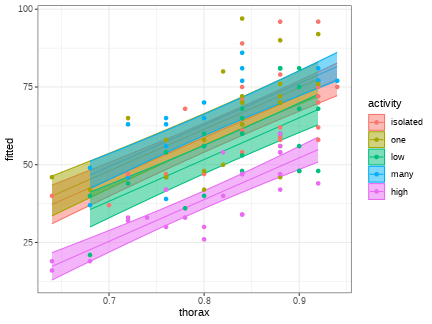 100
75
50
25
fitted
0.7
0.8
0.9
thorax
activity
isolated
one
low
many
high